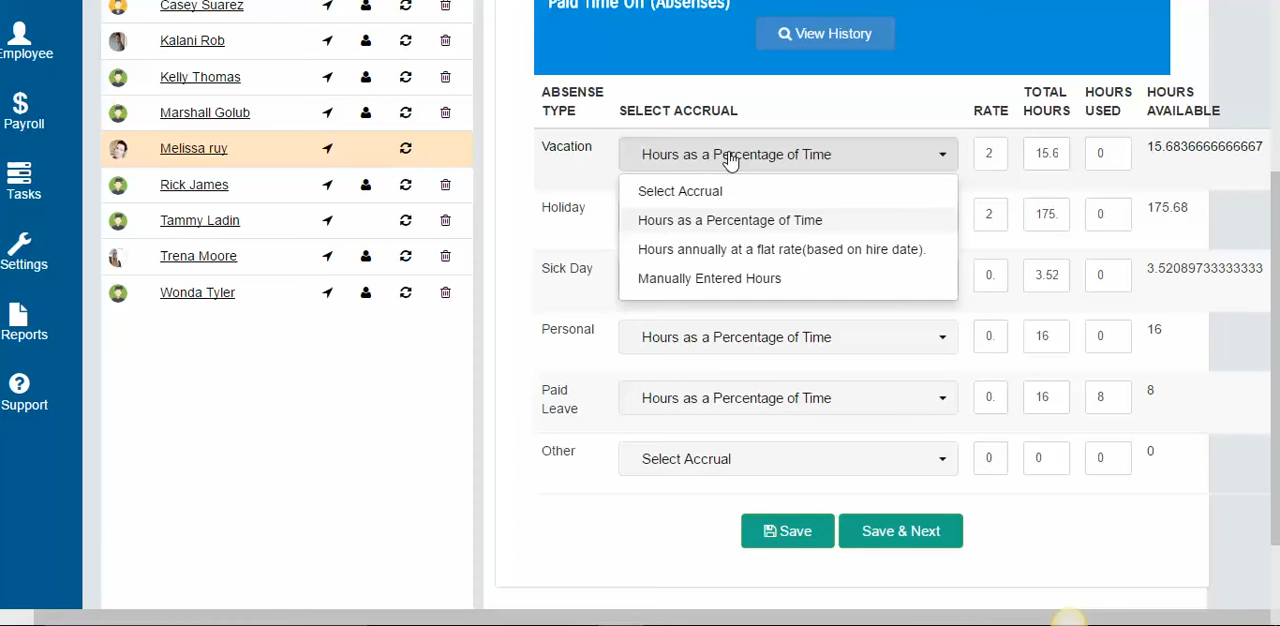 Employee
Payroll
Tasks
Settings
Reports
Support
Casey Suarez
Kalani Rob
Kelly Thomas
Marshall Golub
Melissa ruy
Rick James
Tammy Ladin
Trena Moore
Wonda Tyler
Paid Time Off (Absenses)
View History
ABSENSE TYPE SELECT ACCRUAL RATE TOTAL HOURS HOURS USED HOURS AVAILABLE
Vacation Hours as a Percentage of Time 2 15.6 0 15.6836666666667
Select Accrual
Hours as a Percentage of Time
Hours annually at a flat rate(based on hire date).
Manually Entered Hours
Holiday 2 175. 0 175.68
Sick Day 0. 3.52 0 3.52089733333333
Personal Hours as a Percentage of Time 0. 16 0 16
Paid Leave Hours as a Percentage of Time 0. 16 8 8
Other Select Accrual 0 0 0 0
Save
Save & Next